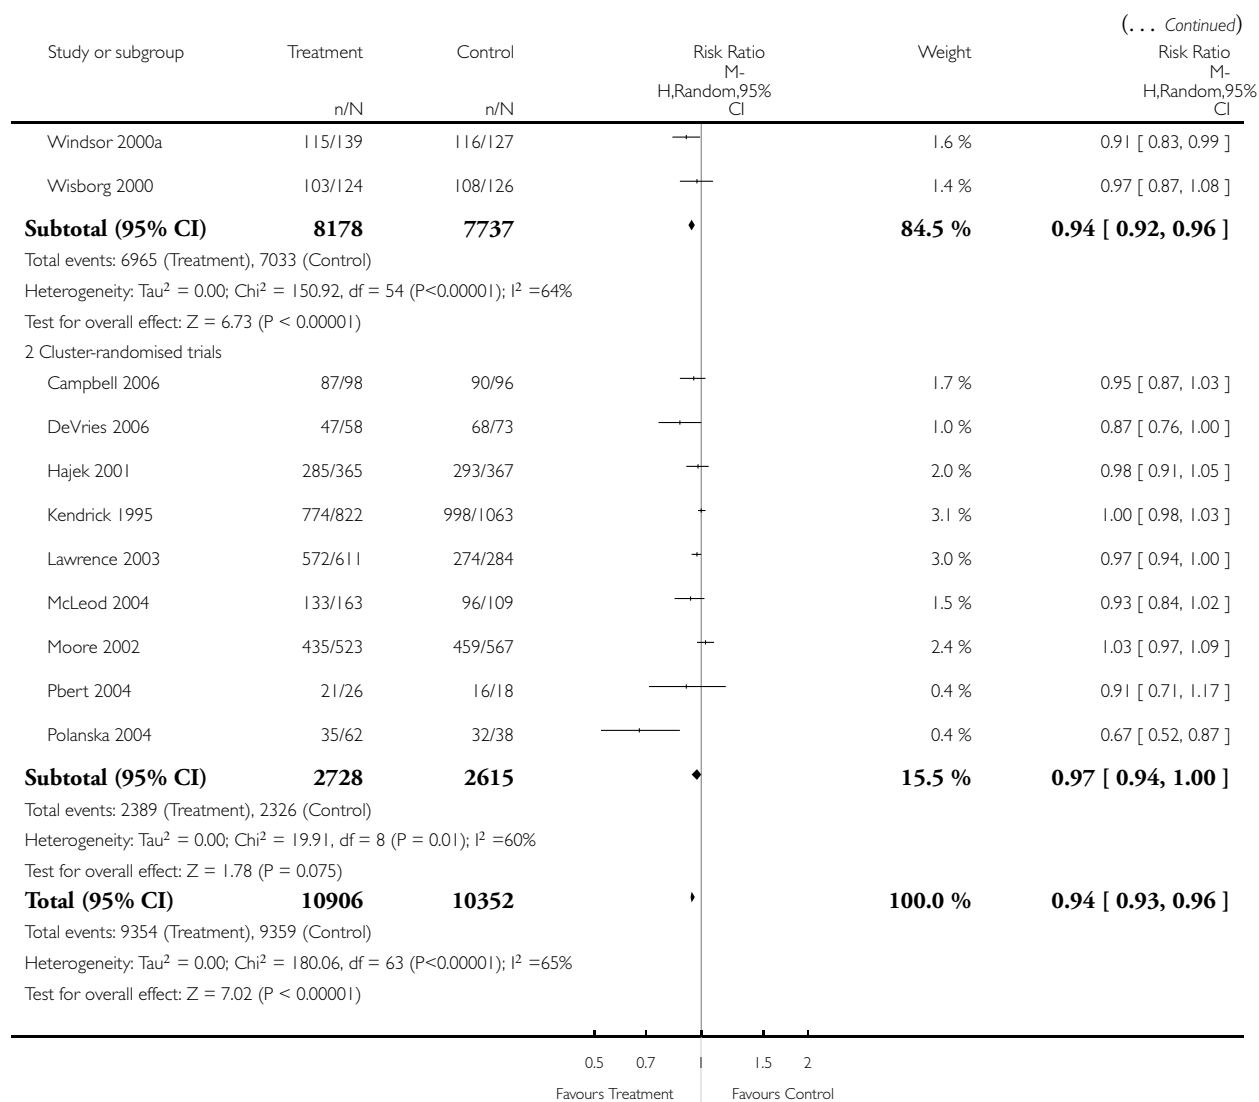 (... Continued)
Study or subgroup Treatment Control Risk Ratio Weight Risk Ratio
M- M-
H,Random,95% H,Random,95%
n/N n/N CI CI
Windsor 2000a 115/139 116/127 1.6 % 0.91 [ 0.83, 0.99 ]
Wisborg 2000 103/124 108/126 1.4 % 0.97 [ 0.87, 1.08 ]
Subtotal (95% CI) 8178 7737 84.5 % 0.94 [ 0.92, 0.96 ]
Total events: 6965 (Treatment), 7033 (Control)
Heterogeneity: Tau² = 0.00; Chi² = 150.92, df = 54 (P<0.00001); I² =64%
Test for overall effect: Z = 6.73 (P < 0.00001)
2 Cluster-randomised trials
Campbell 2006 87/98 90/96 1.7 % 0.95 [ 0.87, 1.03 ]
DeVries 2006 47/58 68/73 1.0 % 0.87 [ 0.76, 1.00 ]
Hajek 2001 285/365 293/367 2.0 % 0.98 [ 0.91, 1.05 ]
Kendrick 1995 774/822 998/1063 3.1 % 1.00 [ 0.98, 1.03 ]
Lawrence 2003 572/611 274/284 3.0 % 0.97 [ 0.94, 1.00 ]
McLeod 2004 133/163 96/109 1.5 % 0.93 [ 0.84, 1.02 ]
Moore 2002 435/523 459/567 2.4 % 1.03 [ 0.97, 1.09 ]
Pbert 2004 21/26 16/18 0.4 % 0.91 [ 0.71, 1.17 ]
Polanska 2004 35/62 32/38 0.4 % 0.67 [ 0.52, 0.87 ]
Subtotal (95% CI) 2728 2615 15.5 % 0.97 [ 0.94, 1.00 ]
Total events: 2389 (Treatment), 2326 (Control)
Heterogeneity: Tau² = 0.00; Chi² = 19.91, df = 8 (P = 0.01); I² =60%
Test for overall effect: Z = 1.78 (P = 0.075)
Total (95% CI) 10906 10352 100.0 % 0.94 [ 0.93, 0.96 ]
Total events: 9354 (Treatment), 9359 (Control)
Heterogeneity: Tau² = 0.00; Chi² = 180.06, df = 63 (P<0.00001); I² =65%
Test for overall effect: Z = 7.02 (P < 0.00001)
0.5 0.7 1 1.5 2
Favours Treatment Favours Control